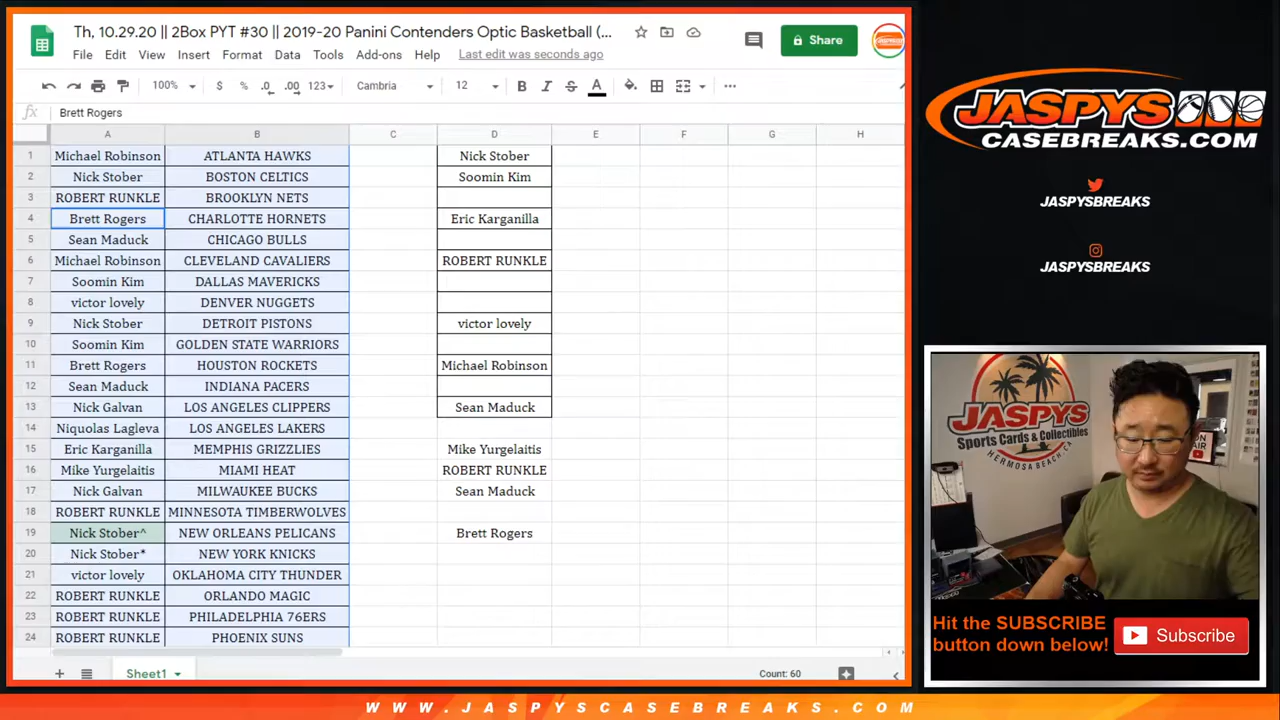 Th, 10.29.20 || 2Box PYT #30 || 2019-20 Panini Contenders Optic Basketball (...
File Edit View Insert Format Data Tools Add-ons Help Last edit was seconds ago
Share
100% $ % .0 .00 123 Cambria 12 B I S A
fx Brett Rogers
A B C D E F G H
1 Michael Robinson ATLANTA HAWKS Nick Stober
2 Nick Stober BOSTON CELTICS Soomin Kim
3 ROBERT RUNKLE BROOKLYN NETS
4 Brett Rogers CHARLOTTE HORNETS Eric Karganilla
5 Sean Maduck CHICAGO BULLS
6 Michael Robinson CLEVELAND CAVALIERS ROBERT RUNKLE
7 Soomin Kim DALLAS MAVERICKS
8 victor lovely DENVER NUGGETS
9 Nick Stober DETROIT PISTONS victor lovely
10 Soomin Kim GOLDEN STATE WARRIORS
11 Brett Rogers HOUSTON ROCKETS Michael Robinson
12 Sean Maduck INDIANA PACERS
13 Nick Galvan LOS ANGELES CLIPPERS Sean Maduck
14 Niquolas Lagleva LOS ANGELES LAKERS
15 Eric Karganilla MEMPHIS GRIZZLIES Mike Yurgelaitis
16 Mike Yurgelaitis MIAMI HEAT ROBERT RUNKLE
17 Nick Galvan MILWAUKEE BUCKS Sean Maduck
18 ROBERT RUNKLE MINNESOTA TIMBERWOLVES
19 Nick Stober^ NEW ORLEANS PELICANS Brett Rogers
20 Nick Stober* NEW YORK KNICKS
21 victor lovely OKLAHOMA CITY THUNDER
22 ROBERT RUNKLE ORLANDO MAGIC
23 ROBERT RUNKLE PHILADELPHIA 76ERS
24 ROBERT RUNKLE PHOENIX SUNS
Sheet1
Count: 60
JASPYS
CASEBREAKS.COM
JASPYSBREAKS
JASPYSBREAKS
JASPYS
Sports Cards & Collectibles
HERMOSA BEACH, CA
Hit the SUBSCRIBE
button down below!
Subscribe
WWW.JASPYSCASEBREAKS.COM